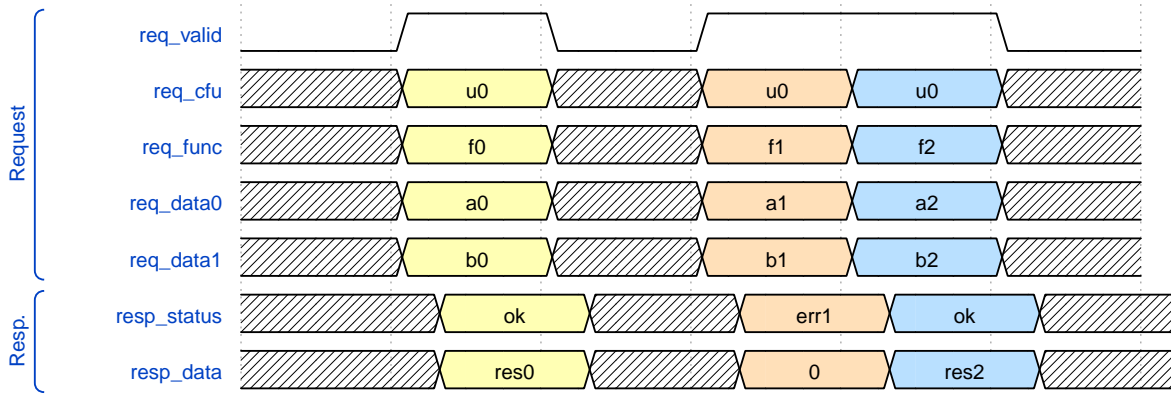 Request
req_valid
req_cfu u0 u0 u0
req_func f0 f1 f2
req_data0 a0 a1 a2
req_data1 b0 b1 b2
Resp.
resp_status ok err1 ok
resp_data res0 0 res2